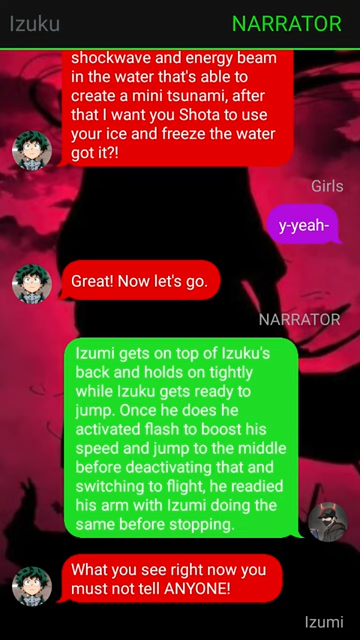 Izuku NARRATOR
shockwave and energy beam
in the water that's able to
create a mini tsunami, after
that I want you Shota to use
your ice and freeze the water
got it?!
Girls
y-yeah-
Great! Now let's go.
NARRATOR
Izumi gets on top of Izuku's
back and holds on tightly
while Izuku gets ready to
jump. Once he does he
activated flash to boost his
speed and jump to the middle
before deactivating that and
switching to flight, he readied
his arm with Izumi doing the
same before stopping.
What you see right now you
must not tell ANYONE!
Izumi